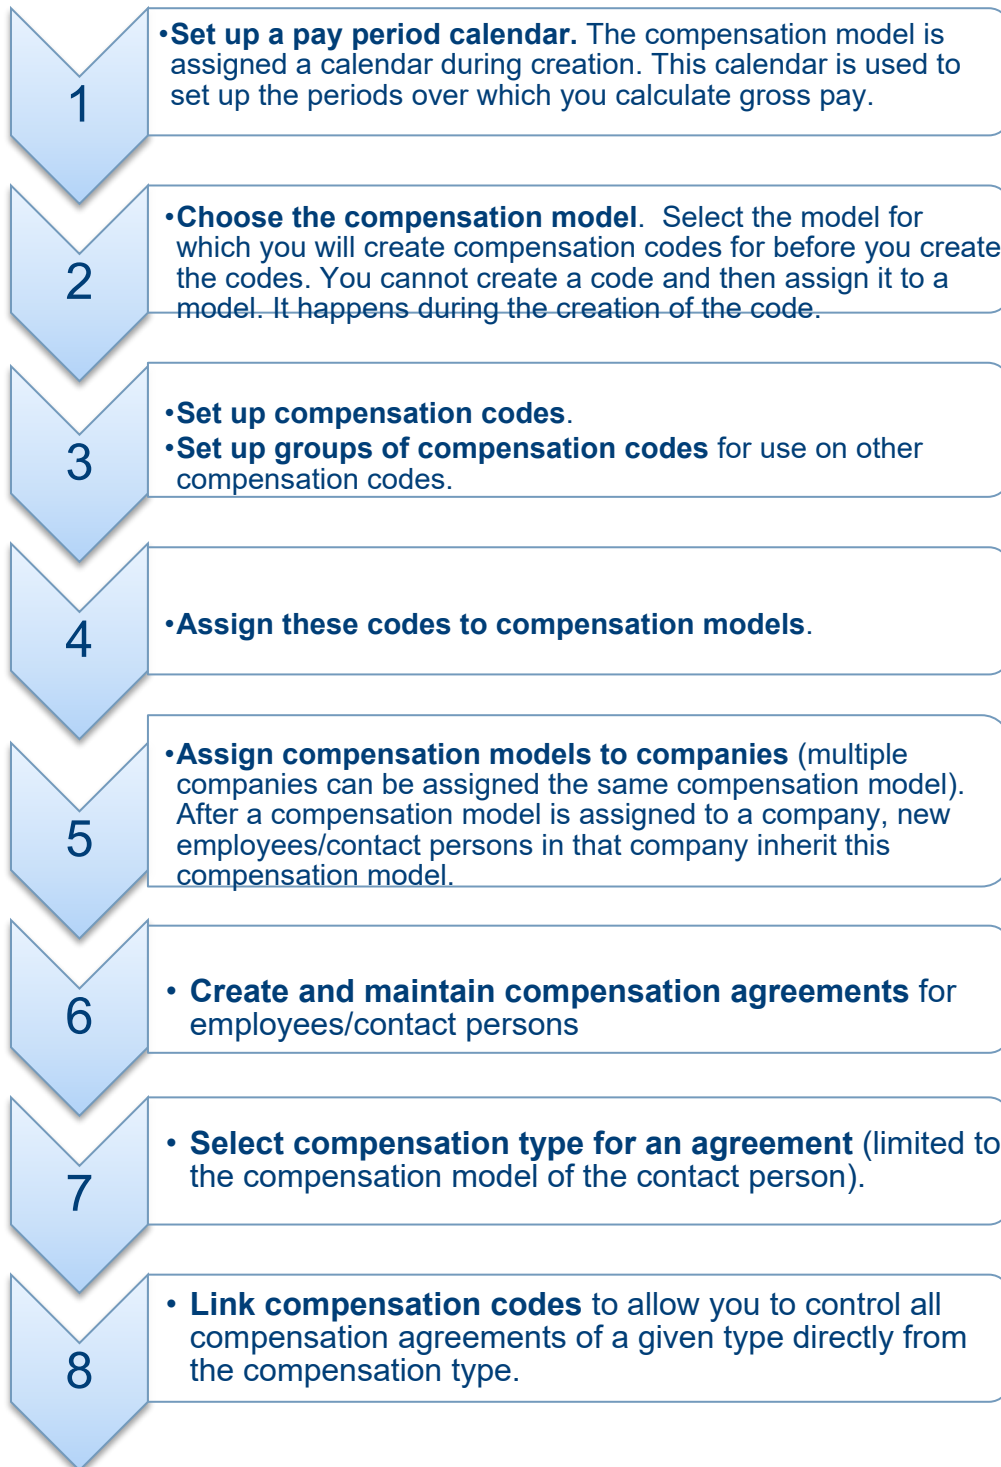 1
•Set up a pay period calendar. The compensation model is
assigned a calendar during creation. This calendar is used to
set up the periods over which you calculate gross pay.
2
•Choose the compensation model.  Select the model for
which you will create compensation codes for before you create
the codes. You cannot create a code and then assign it to a
model. It happens during the creation of the code.
3
•Set up compensation codes.
•Set up groups of compensation codes for use on other
compensation codes.
4
•Assign these codes to compensation models.
5
•Assign compensation models to companies (multiple
companies can be assigned the same compensation model).
After a compensation model is assigned to a company, new
employees/contact persons in that company inherit this
compensation model.
6
• Create and maintain compensation agreements for
employees/contact persons
7
• Select compensation type for an agreement (limited to
the compensation model of the contact person).
8
• Link compensation codes to allow you to control all
compensation agreements of a given type directly from
the compensation type.